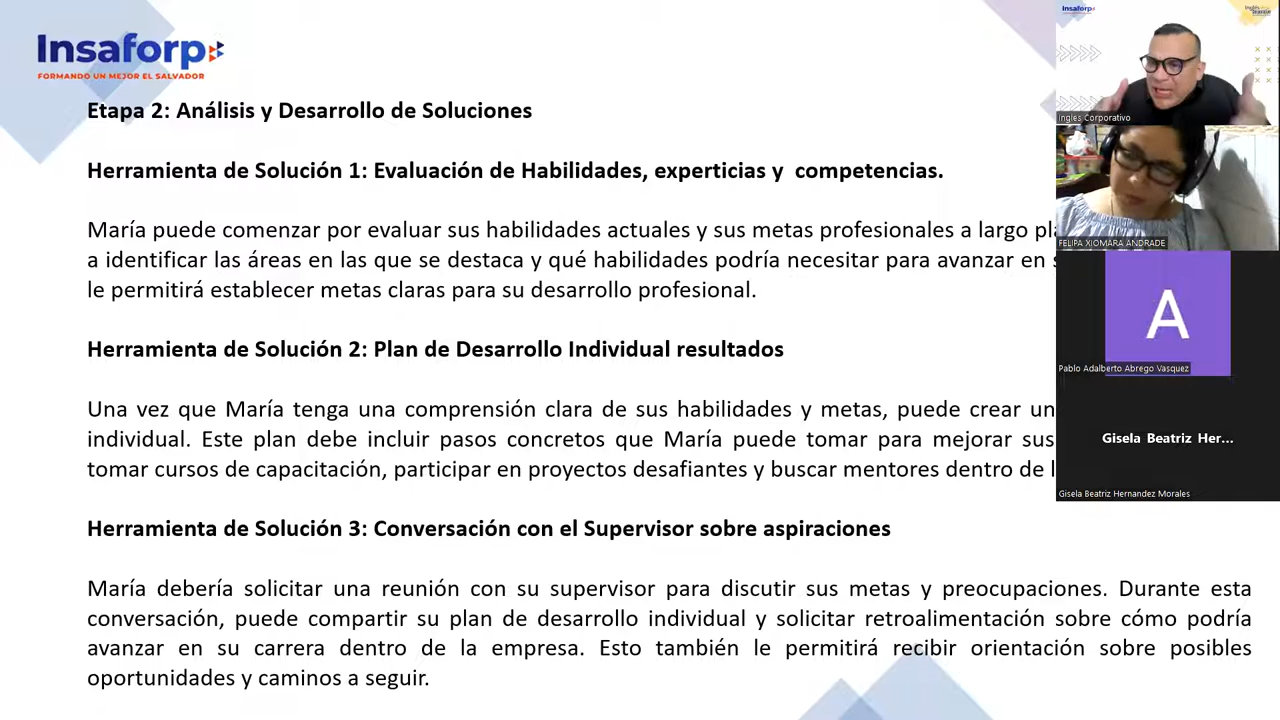 Insaforp
FORMANDO UN MEJOR EL SALVADOR
Etapa 2: Análisis y Desarrollo de Soluciones
Herramienta de Solución 1: Evaluación de Habilidades, experticias y competencias.
María puede comenzar por evaluar sus habilidades actuales y sus metas profesionales a largo
a identificar las áreas en las que se destaca y qué habilidades podría necesitar para avanzar en
le permitirá establecer metas claras para su desarrollo profesional.
Herramienta de Solución 2: Plan de Desarrollo Individual resultados
Una vez que María tenga una comprensión clara de sus habilidades y metas, puede crear un
individual. Este plan debe incluir pasos concretos que María puede tomar para mejorar sus
tomar cursos de capacitación, participar en proyectos desafiantes y buscar mentores dentro de
Herramienta de Solución 3: Conversación con el Supervisor sobre aspiraciones
María debería solicitar una reunión con su supervisor para discutir sus metas y preocupaciones. Durante esta
conversación, puede compartir su plan de desarrollo individual y solicitar retroalimentación sobre cómo podría
avanzar en su carrera dentro de la empresa. Esto también le permitirá recibir orientación sobre posibles
oportunidades y caminos a seguir.
Insaforp
Ingles Corporativo
FELIPA XIOMARA ANDRADE
A
Pablo Adalberto Abrego Vasquez
Gisela Beatriz Her...
Gisela Beatriz Hernandez Morales